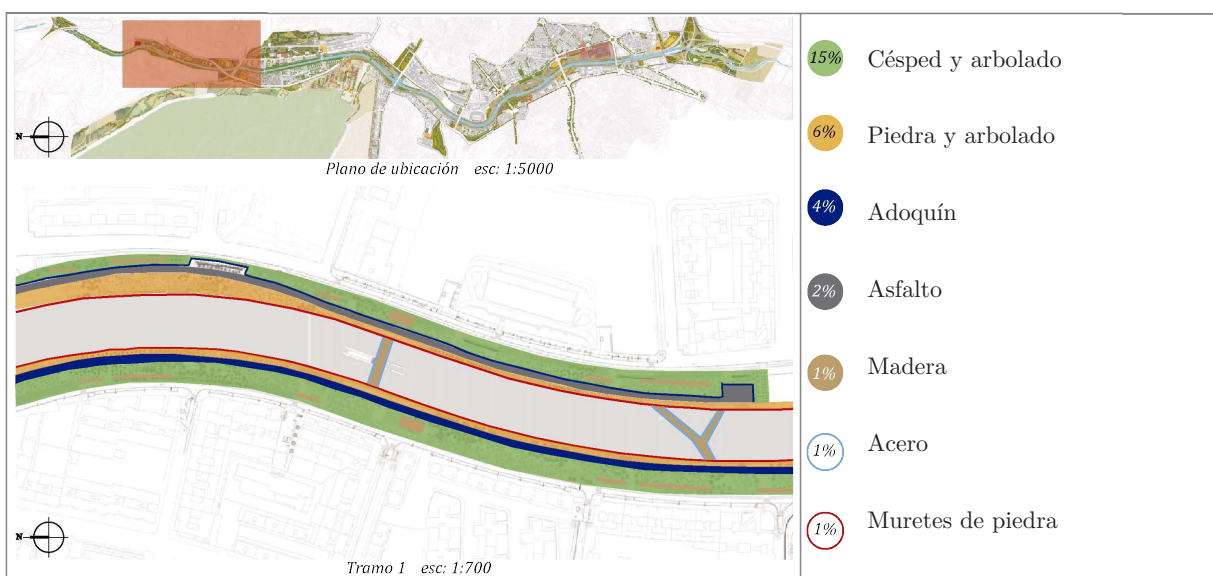 N
Plano de ubicación esc: 1:5000
N
Tramo 1 esc: 1:700
15% Césped y arbolado
6% Piedra y arbolado
4% Adoquín
2% Asfalto
1% Madera
1% Acero
1% Muretes de piedra